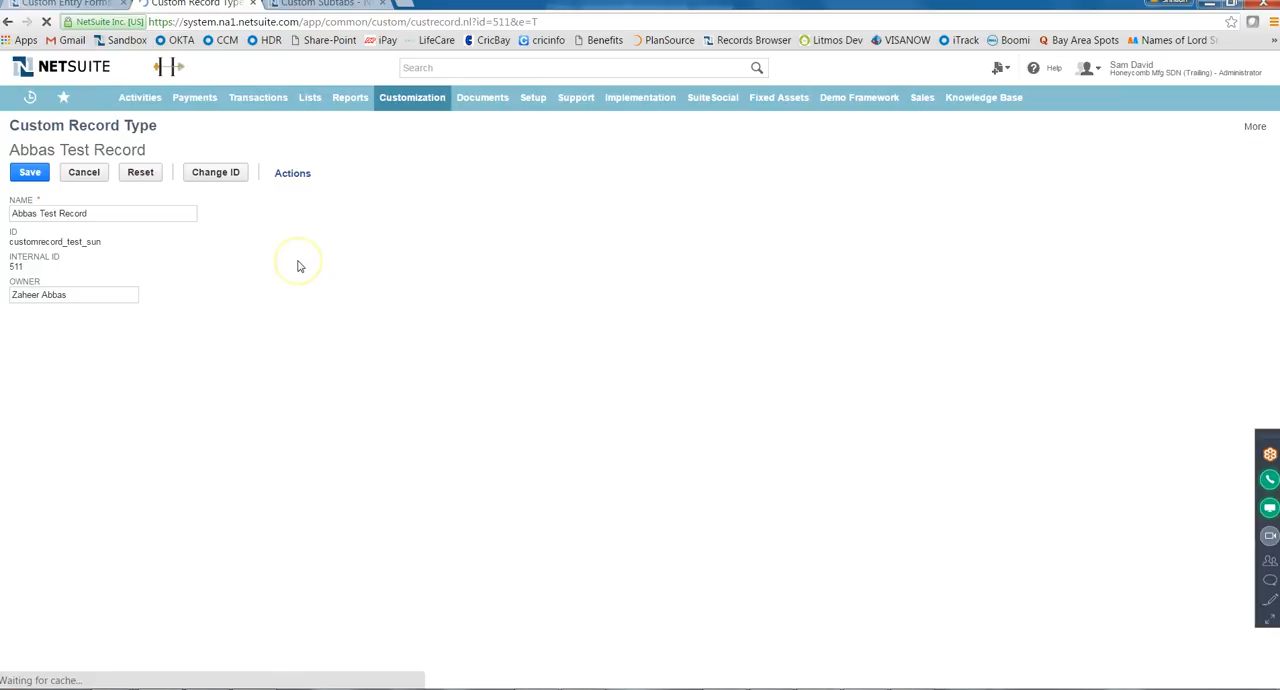 Custom Entry Forms
Custom Record Type
Custom Subtabs - N
NetSuite Inc. [US] https://system.na1.netsuite.com/app/common/custom/custrecord.nl?id=511&e=T
Apps Gmail Sandbox OKTA CCM HDR Share-Point iPay LifeCare CricBay cricinfo Benefits PlanSource Records Browser Litmos Dev VISANOW iTrack Boomi Bay Area Spots Names of Lord S »
NETSUITE
Search
Help
Sam David
Honeycomb Mfg SDN (Trailing) - Administrator
Activities Payments Transactions Lists Reports Customization Documents Setup Support Implementation SuiteSocial Fixed Assets Demo Framework Sales Knowledge Base
Custom Record Type
More
Abbas Test Record
Save Cancel Reset Change ID Actions
NAME *
Abbas Test Record
ID
customrecord_test_sun
INTERNAL ID
511
OWNER
Zaheer Abbas
Waiting for cache...